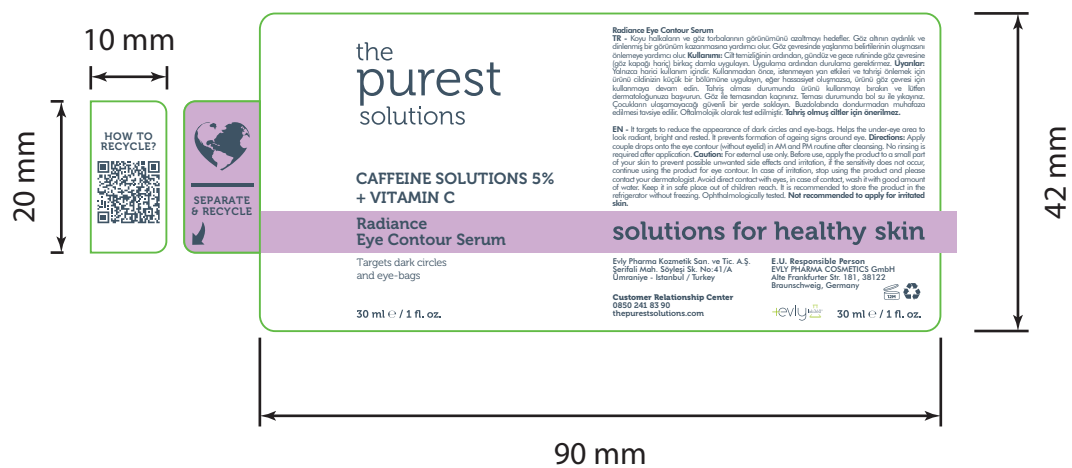 10 mm
20 mm
HOW TO
RECYCLE?
SEPARATE
& RECYCLE
the
purest
solutions
CAFFEINE SOLUTIONS 5%
+ VITAMIN C
Radiance
Eye Contour Serum
Targets dark circles
and eye-bags
30 ml ℮ / 1 fl. oz.
Radiance Eye Contour Serum
TR - Koyu halkaların ve göz torbalarının görünümünü azaltmayı hedefler. Göz altının aydınlık ve
dinlenmiş bir görünüm kazanmasına yardımcı olur. Göz çevresinde yaşlanma belirtilerinin oluşmasını
önlemeye yardımcı olur. Kullanımı: Cilt temizliğinin ardından, gündüz ve gece rutininde göz çevresine
(göz kapağı hariç) birkaç damla uygulayın. Uygulama ardından durulama gerektirmez. Uyarılar:
Yalnızca harici kullanım içindir. Kullanmadan önce, istenmeyen yan etkileri ve tahrişi önlemek için
ürünü cildinizin küçük bir bölümüne uygulayın, eğer hassasiyet oluşmazsa, ürünü göz çevresi için
kullanmaya devam edin. Tahriş olması durumunda ürünü kullanmayı bırakın ve lütfen
dermatoloğunuza başvurun. Göz ile temasından kaçınınız. Teması durumunda bol su ile yıkayınız.
Çocukların ulaşamayacağı güvenli bir yerde saklayın. Buzdolabında dondurmadan muhafaza
edilmesi tavsiye edilir. Oftalmolojik olarak test edilmiştir. Tahriş olmuş ciltler için önerilmez.
EN - It targets to reduce the appearance of dark circles and eye-bags. Helps the under-eye area to
look radiant, bright and rested. It prevents formation of ageing signs around eye. Directions: Apply
couple drops onto the eye contour (without eyelid) in AM and PM routine after cleansing. No rinsing is
required after application. Caution: For external use only. Before use, apply the product to a small part
of your skin to prevent possible unwanted side effects and irritation, if the sensitivity does not occur,
continue using the product for eye contour. In case of irritation, stop using the product and please
contact your dermatologist. Avoid direct contact with eyes, in case of contact, wash it with good amount
of water. Keep it in safe place out of children reach. It is recommended to store the product in the
refrigerator without freezing. Ophthalmologically tested. Not recommended to apply for irritated
skin.
solutions for healthy skin
Evly Pharma Kozmetik San. ve Tic. A.Ş.
Şerifali Mah. Söyleşi Sk. No:41/A
Ümraniye - Istanbul / Turkey
Customer Relationship Center
0850 241 83 90
thepurestsolutions.com
E.U. Responsible Person
EVLY PHARMA COSMETICS GmbH
Alte Frankfurter Str. 181, 38122
Braunschweig, Germany
12M
evly
30 ml ℮ / 1 fl. oz.
42 mm
90 mm